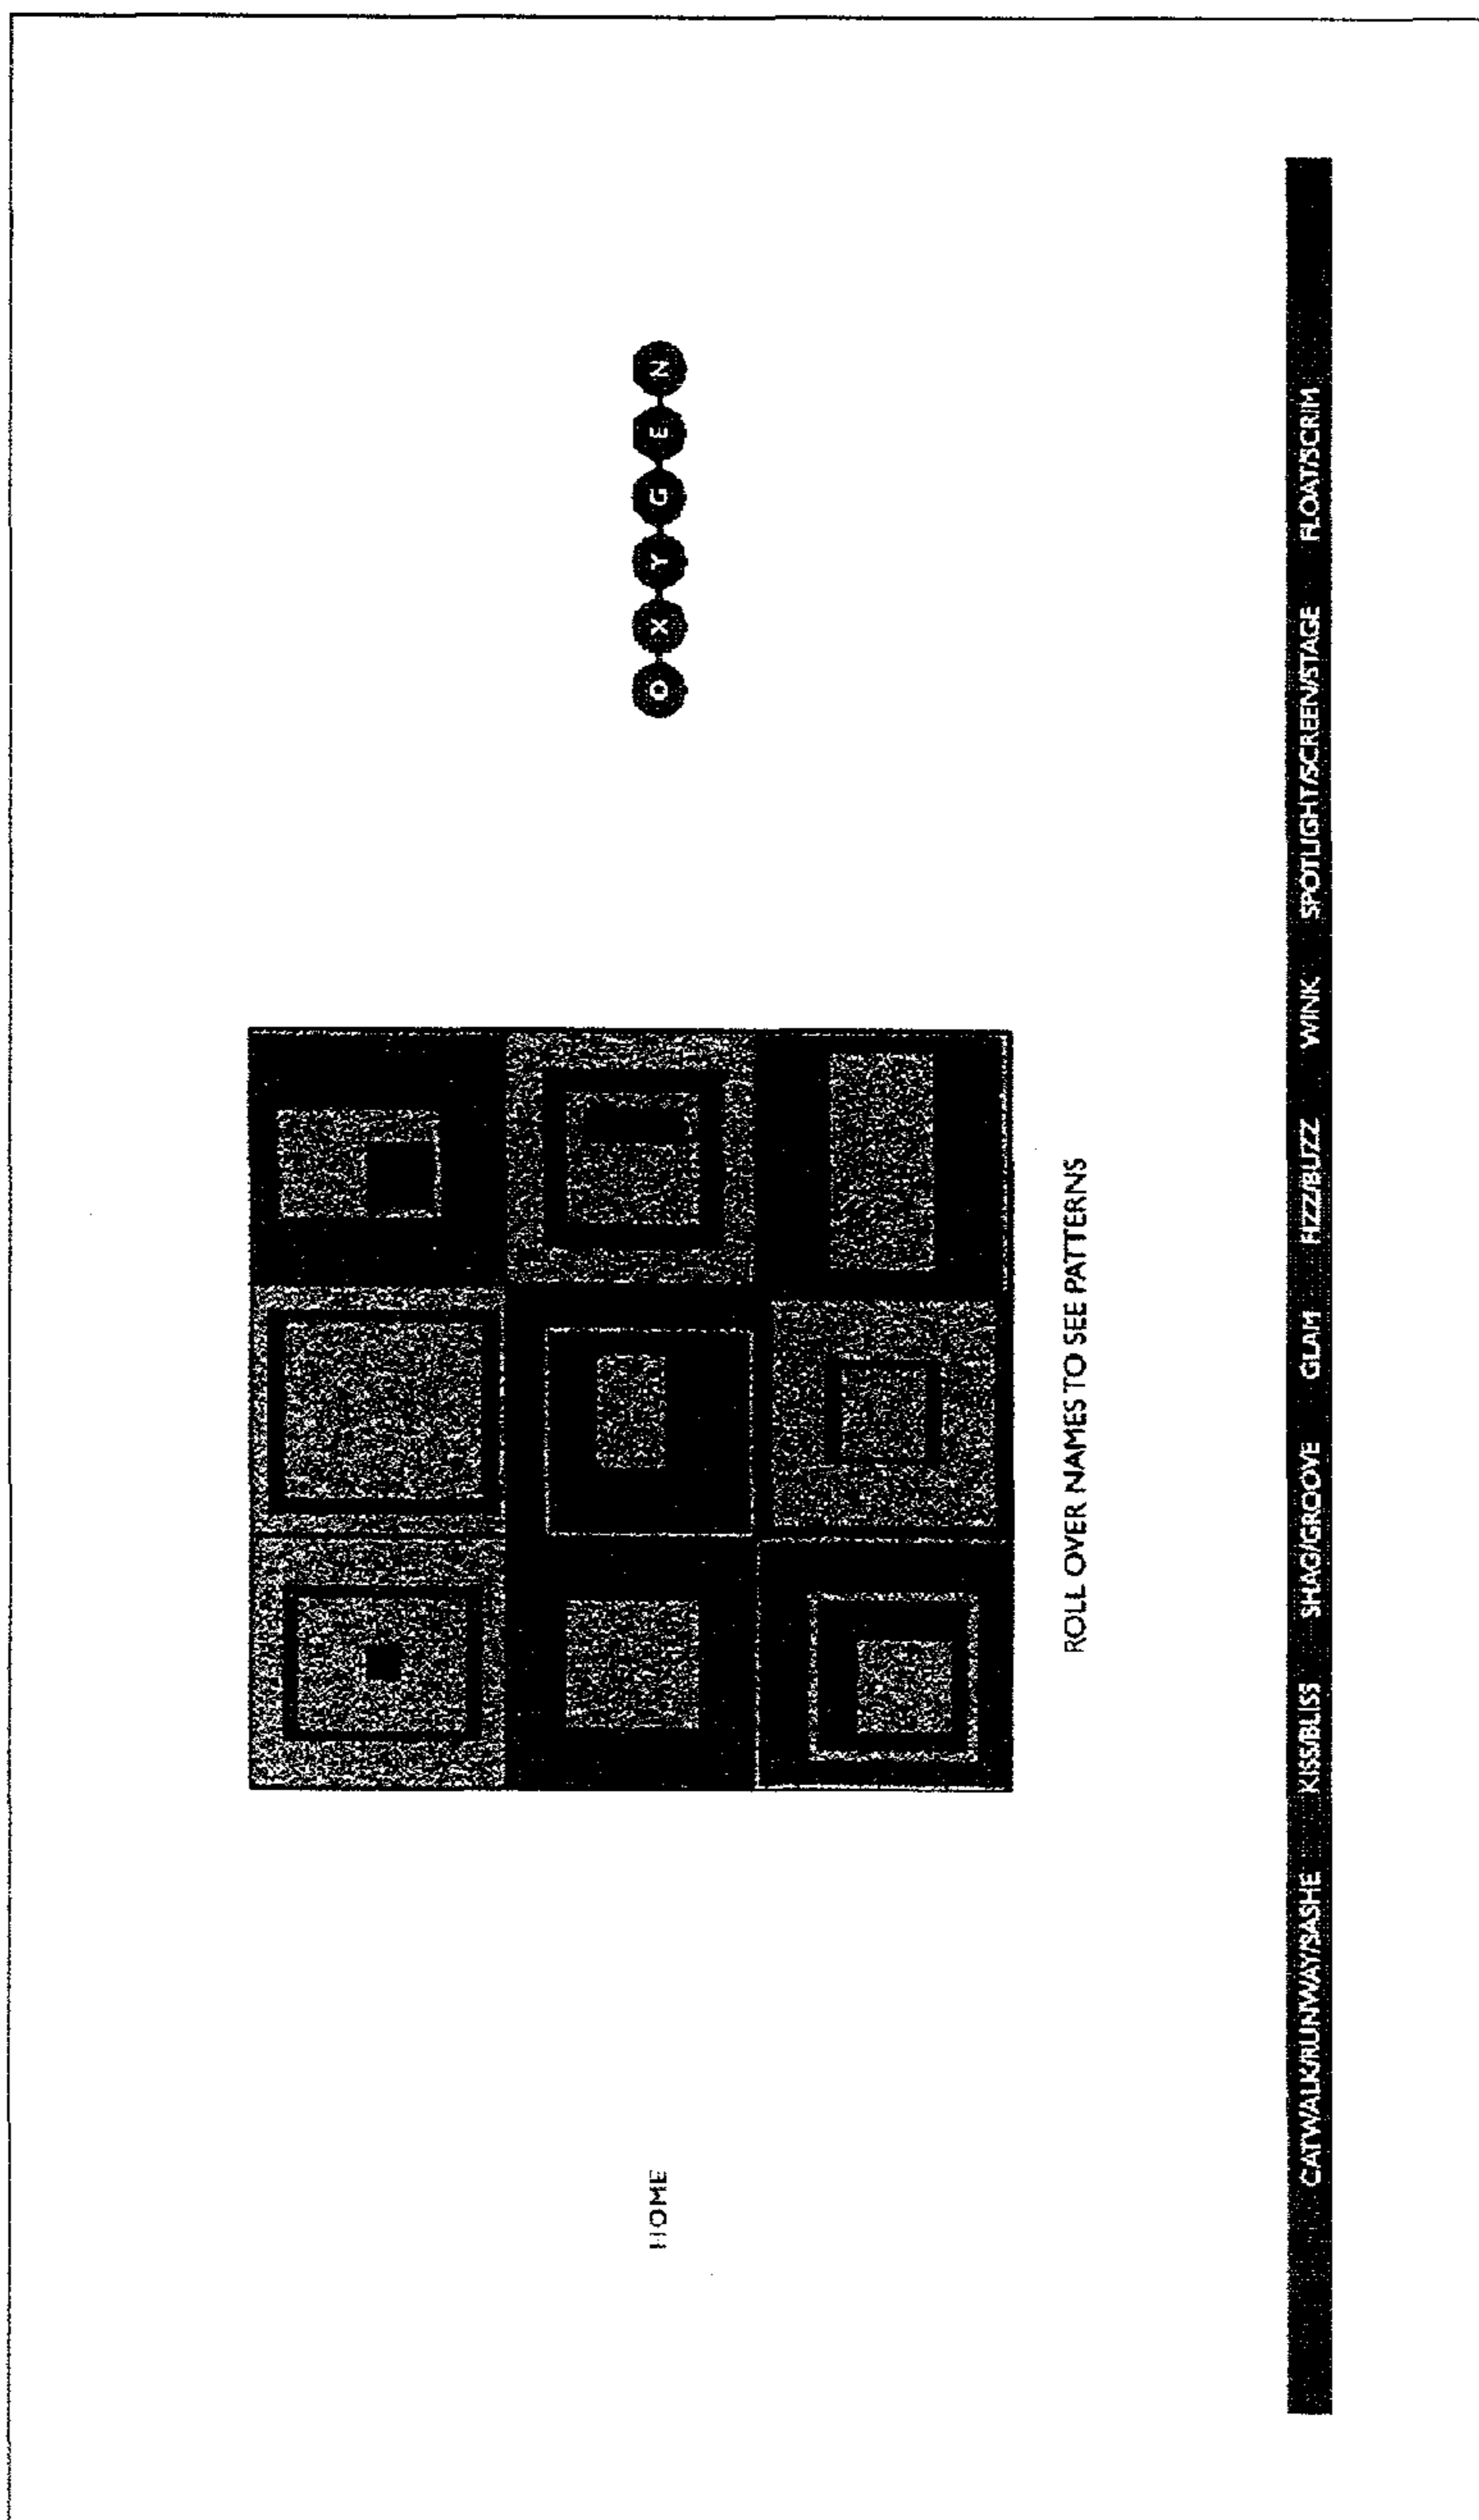 HOME
OXYGEN
ROLL OVER NAMES TO SEE PATTERNS
CATWALK/RUNWAY/SASHE KISS/BLISS SHAG/GROOVE GLAM FIZZ/BUZZ WINK SPOTLIGHT/SCREEN/STAGE FLOAT/SCRIM